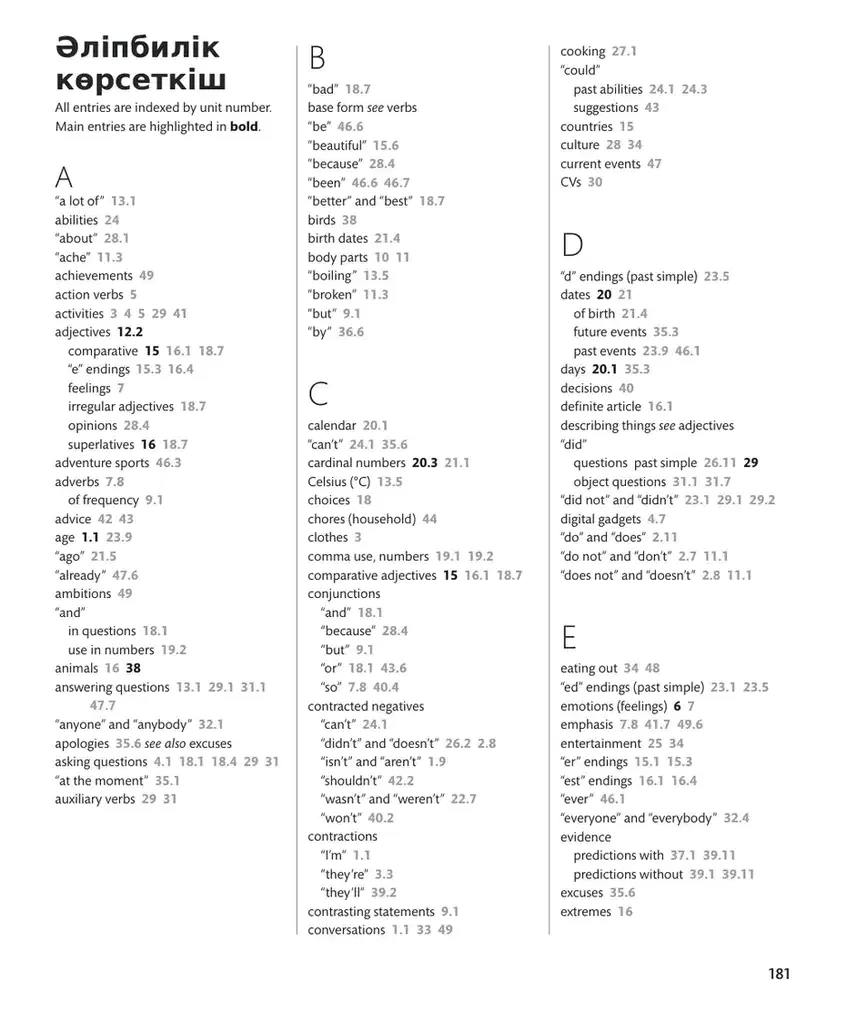 Әліпбилік
көрсеткіш
All entries are indexed by unit number.
Main entries are highlighted in bold.
A
“a lot of” 13.1
abilities 24
“about” 28.1
“ache” 11.3
achievements 49
action verbs 5
activities 3 4 5 29 41
adjectives 12.2
comparative 15 16.1 18.7
“e” endings 15.3 16.4
feelings 7
irregular adjectives 18.7
opinions 28.4
superlatives 16 18.7
adventure sports 46.3
adverbs 7.8
of frequency 9.1
advice 42 43
age 1.1 23.9
“ago” 21.5
“already” 47.6
ambitions 49
“and”
in questions 18.1
use in numbers 19.2
animals 16 38
answering questions 13.1 29.1 31.1
47.7
“anyone” and “anybody” 32.1
apologies 35.6 see also excuses
asking questions 4.1 18.1 18.4 29 31
“at the moment” 35.1
auxiliary verbs 29 31
B
“bad” 18.7
base form see verbs
“be” 46.6
“beautiful” 15.6
“because” 28.4
“been” 46.6 46.7
“better” and “best” 18.7
birds 38
birth dates 21.4
body parts 10 11
“boiling” 13.5
“broken” 11.3
“but” 9.1
“by” 36.6
C
calendar 20.1
“can’t” 24.1 35.6
cardinal numbers 20.3 21.1
Celsius (°C) 13.5
choices 18
chores (household) 44
clothes 3
comma use, numbers 19.1 19.2
comparative adjectives 15 16.1 18.7
conjunctions
“and” 18.1
“because” 28.4
“but” 9.1
“or” 18.1 43.6
“so” 7.8 40.4
contracted negatives
“can’t” 24.1
“didn’t” and “doesn’t” 26.2 2.8
“isn’t” and “aren’t” 1.9
“shouldn’t” 42.2
“wasn’t” and “weren’t” 22.7
“won’t” 40.2
contractions
“I’m” 1.1
“they’re” 3.3
“they’ll” 39.2
contrasting statements 9.1
conversations 1.1 33 49
cooking 27.1
“could”
past abilities 24.1 24.3
suggestions 43
countries 15
culture 28 34
current events 47
CVs 30
D
“d” endings (past simple) 23.5
dates 20 21
of birth 21.4
future events 35.3
past events 23.9 46.1
days 20.1 35.3
decisions 40
definite article 16.1
describing things see adjectives
“did”
questions past simple 26.11 29
object questions 31.1 31.7
“did not” and “didn’t” 23.1 29.1 29.2
digital gadgets 4.7
“do” and “does” 2.11
“do not” and “don’t” 2.7 11.1
“does not” and “doesn’t” 2.8 11.1
E
eating out 34 48
“ed” endings (past simple) 23.1 23.5
emotions (feelings) 6 7
emphasis 7.8 41.7 49.6
entertainment 25 34
“er” endings 15.1 15.3
“est” endings 16.1 16.4
“ever” 46.1
“everyone” and “everybody” 32.4
evidence
predictions with 37.1 39.11
predictions without 39.1 39.11
excuses 35.6
extremes 16
181